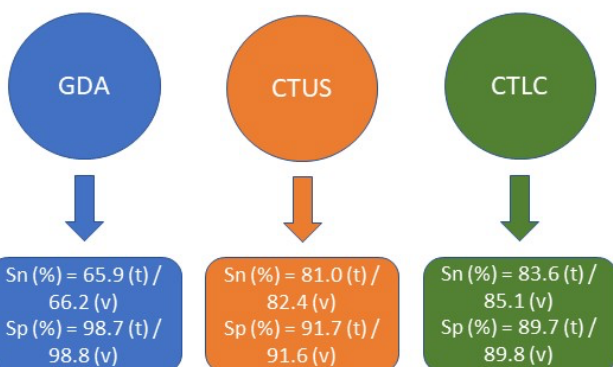 GDA
CTUS
CTLC
Sn (%) = 65.9 (t) /
66.2 (v)
Sp (%) = 98.7 (t) /
98.8 (v)
Sn (%) = 81.0 (t) /
82.4 (v)
Sp (%) = 91.7 (t) /
91.6 (v)
Sn (%) = 83.6 (t) /
85.1 (v)
Sp (%) = 89.7 (t) /
89.8 (v)